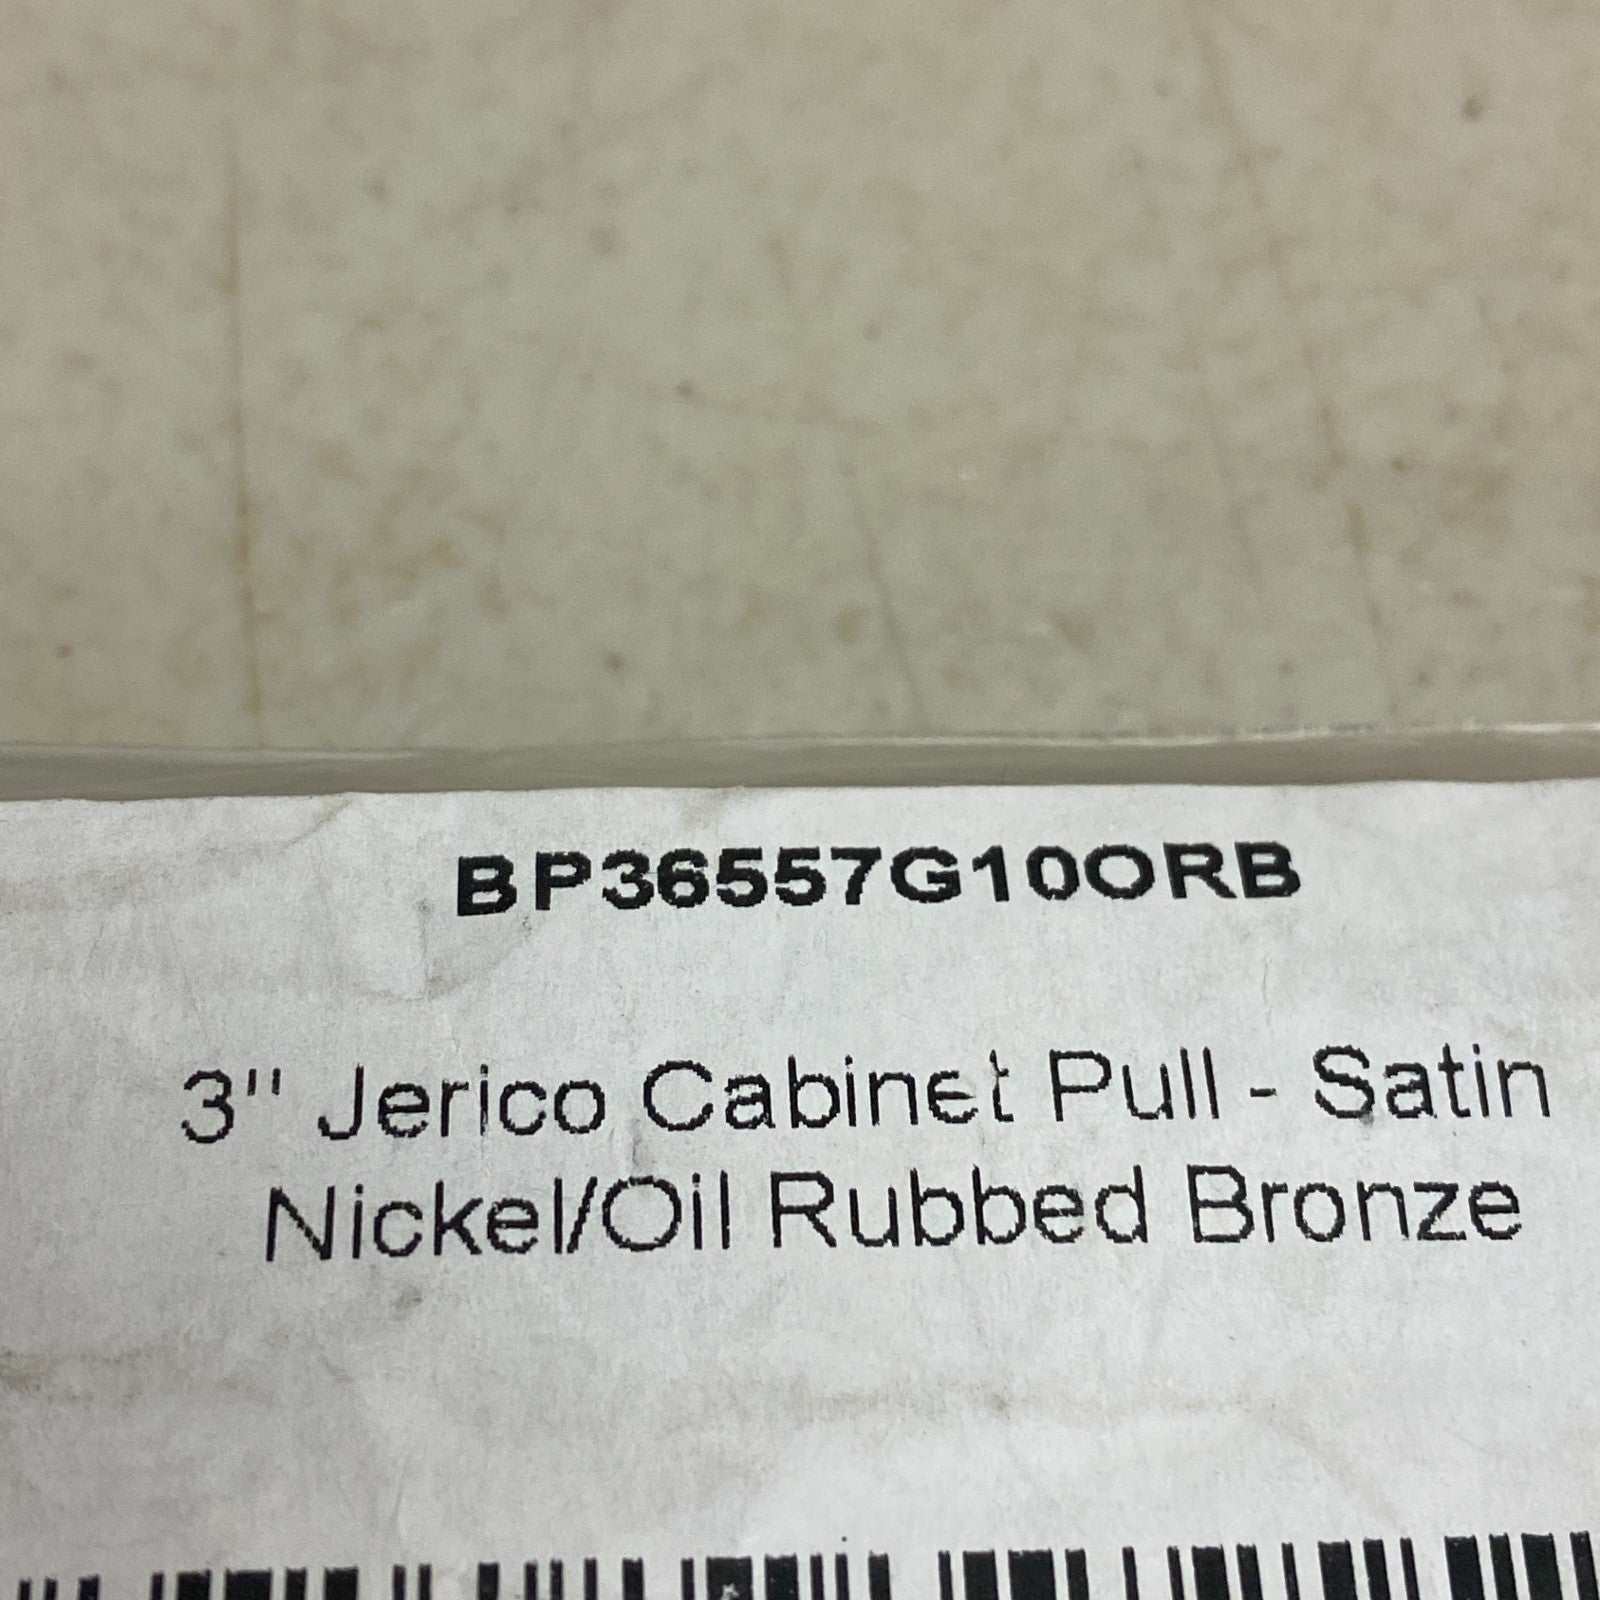 BP36557G10ORB
3" Jerico Cabinet Pull - Satin
Nickel/Oil Rubbed Bronze